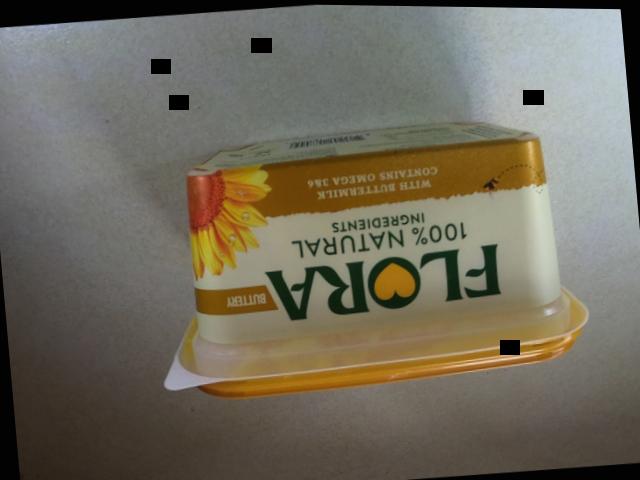 FLORA
BUTTERY
100% NATURAL
INGREDIENTS
WITH BUTTERMILK
CONTAINS OMEGA 3&6